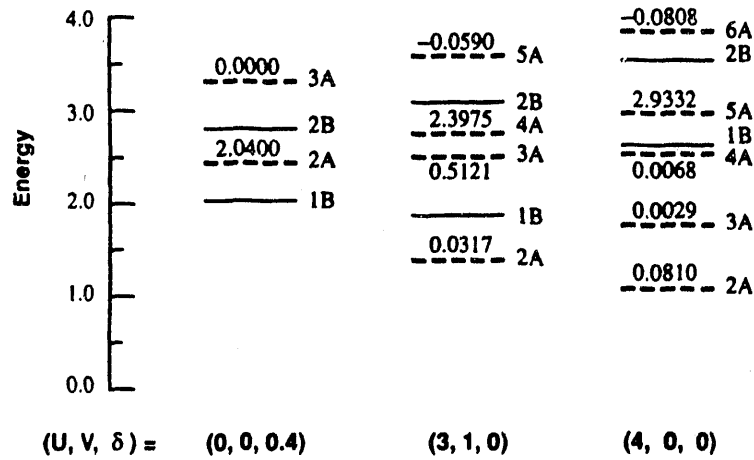 4.0
3.0
2.0
1.0
0.0
Energy
0.0000
3A
2B
2.0400
2A
1B
-0.0590
5A
2B
2.3975
4A
3A
0.5121
1B
0.0317
2A
-0.0808
6A
2B
2.9332
5A
1B
4A
0.0068
0.0029
3A
0.0810
2A
(U, V, δ) = (0, 0, 0.4) (3, 1, 0) (4, 0, 0)